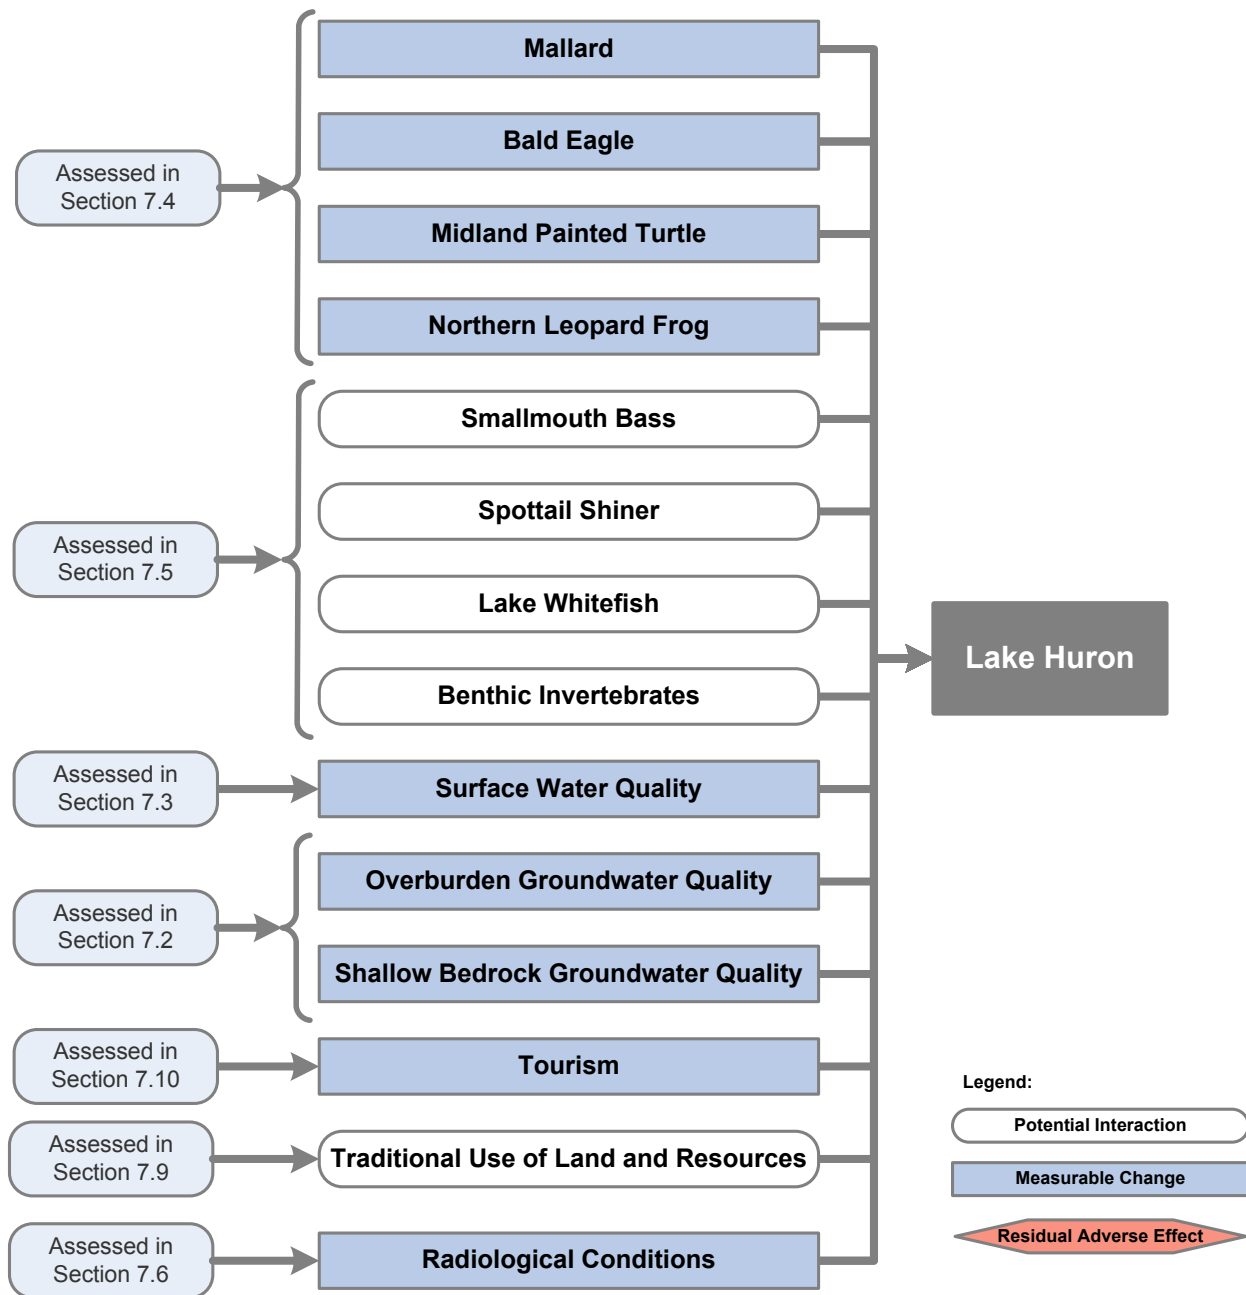 Mallard
Bald Eagle
Assessed in
Section 7.4
Midland Painted Turtle
Northern Leopard Frog
Smallmouth Bass
Spottail Shiner
Assessed in
Section 7.5
Lake Whitefish
Benthic Invertebrates
Lake Huron
Assessed in
Section 7.3
Surface Water Quality
Overburden Groundwater Quality
Assessed in
Section 7.2
Shallow Bedrock Groundwater Quality
Assessed in
Section 7.10
Tourism
Assessed in
Section 7.9
Traditional Use of Land and Resources
Assessed in
Section 7.6
Radiological Conditions
Legend:
Potential Interaction
Measurable Change
Residual Adverse Effect